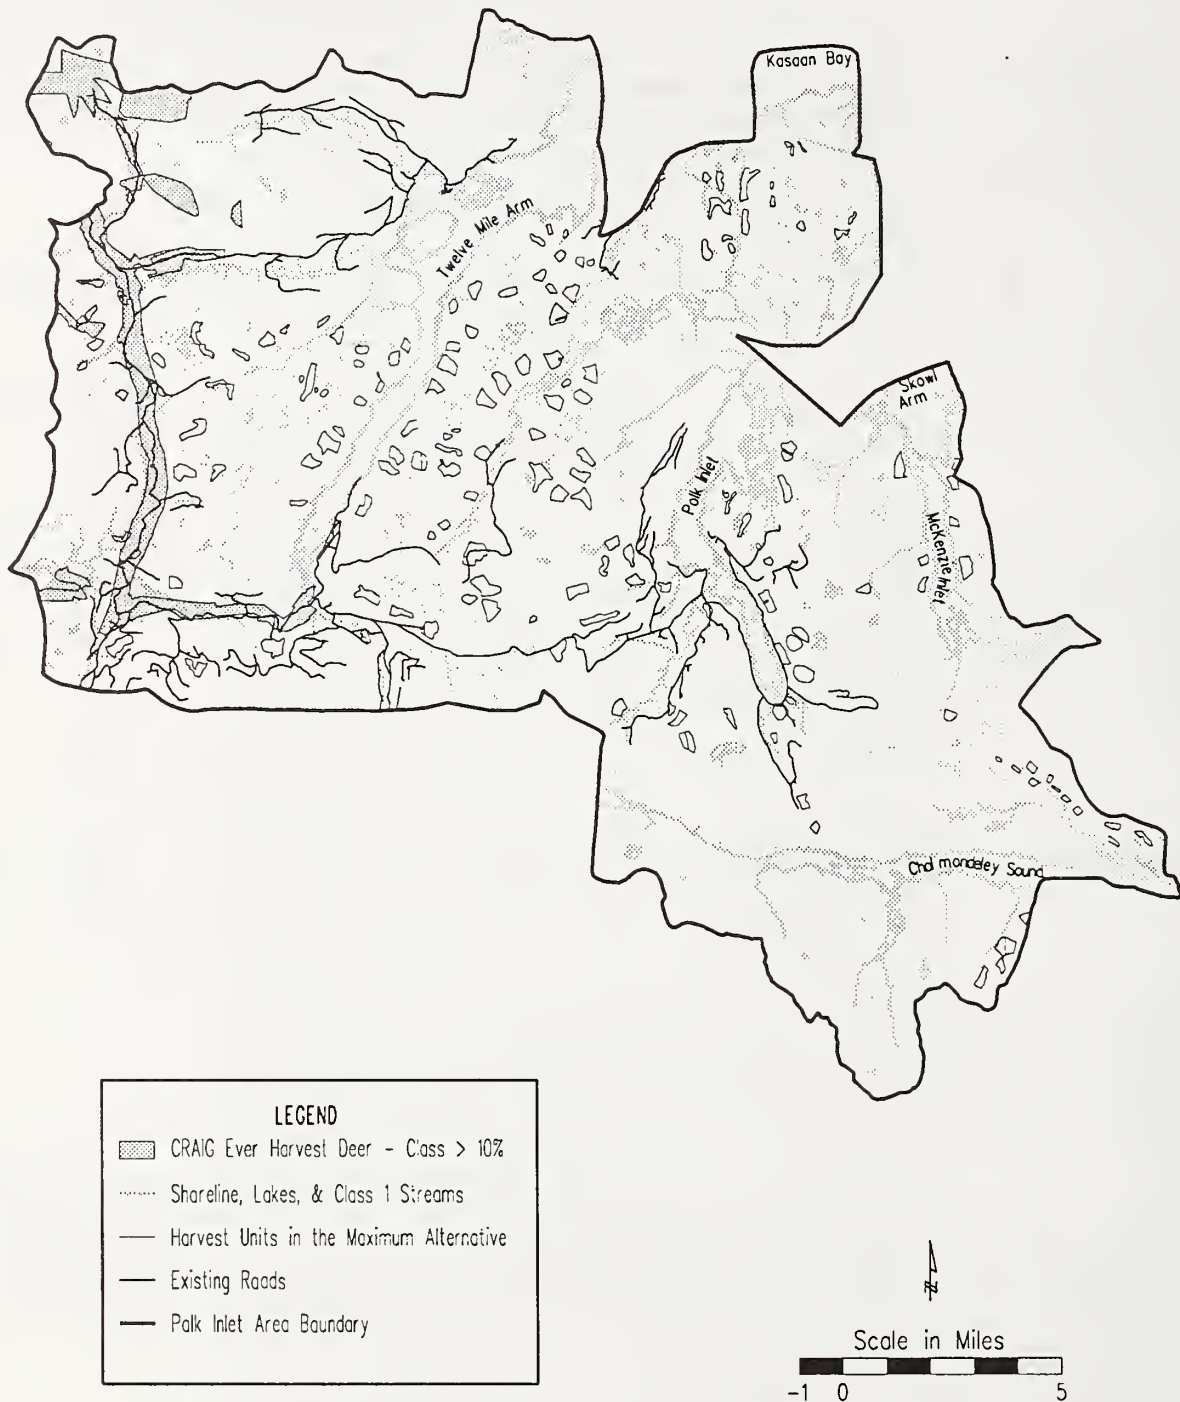 Kasaan Bay
Twelve Mile Arm
Skowl
Arm
Polk Inlet
McKenzie Inlet
Cholmondeley Sound
LEGEND
CRAIG Ever Harvest Deer - Class > 10%
Shoreline, Lakes, & Class 1 Streams
Harvest Units in the Maximum Alternative
Existing Roads
Polk Inlet Area Boundary
N
Scale in Miles
-1 0 5